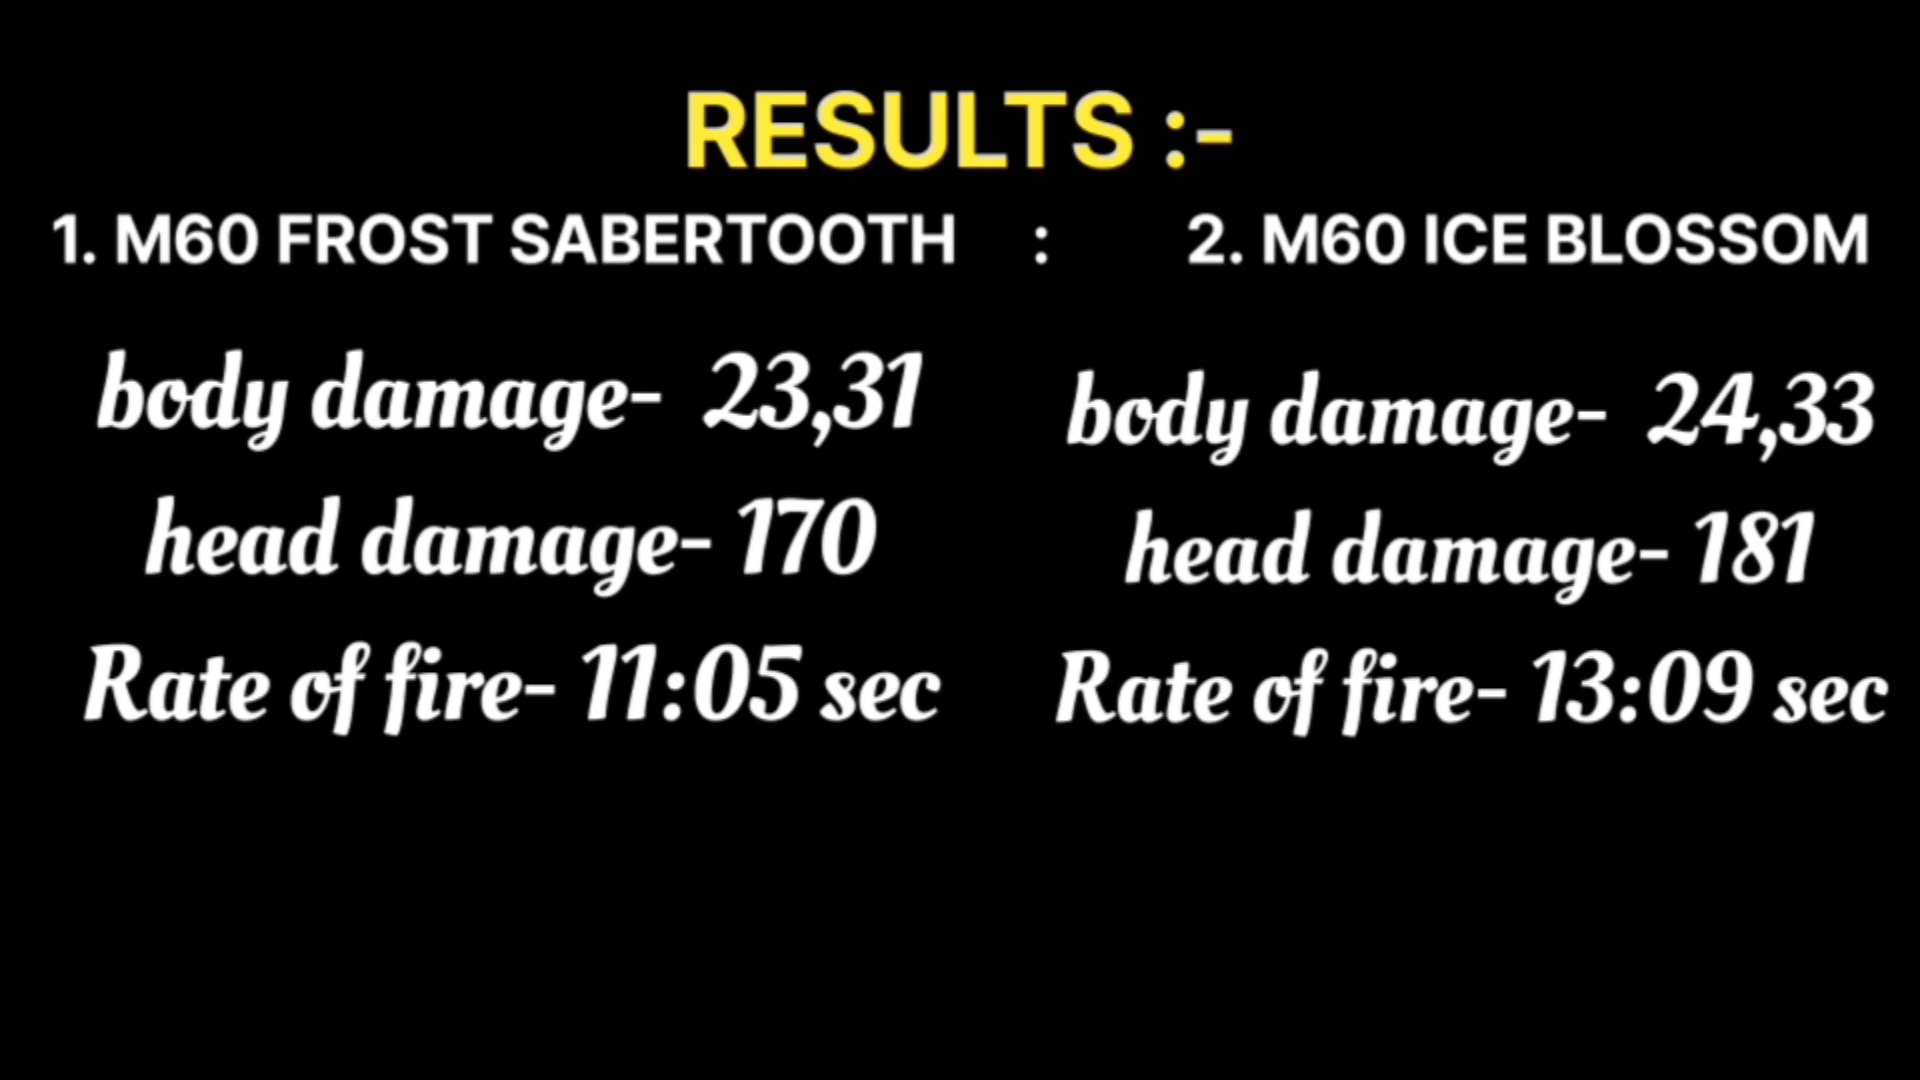 RESULTS :-
1. M60 FROST SABERTOOTH : 2. M60 ICE BLOSSOM
body damage- 23,31
head damage- 170
Rate of fire- 11:05 sec
body damage- 24,33
head damage- 181
Rate of fire- 13:09 sec